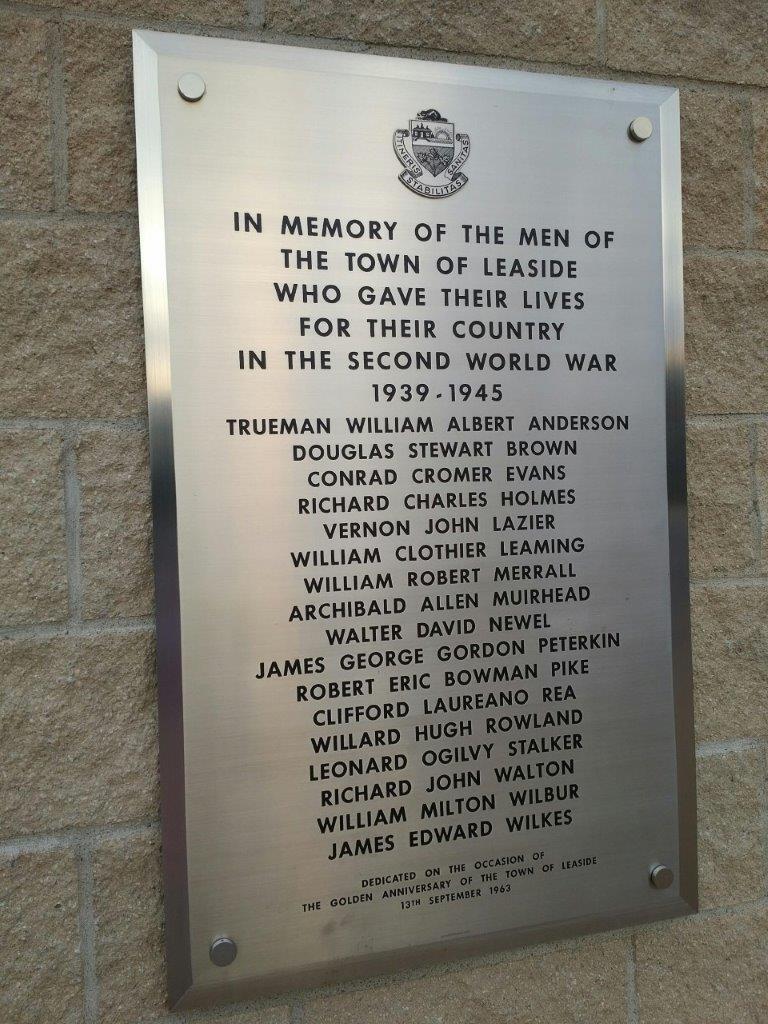 ITINERIS
SANITAS
STABILITAS
IN MEMORY OF THE MEN OF
THE TOWN OF LEASIDE
WHO GAVE THEIR LIVES
FOR THEIR COUNTRY
IN THE SECOND WORLD WAR
1939-1945
TRUEMAN WILLIAM ALBERT ANDERSON
DOUGLAS STEWART BROWN
CONRAD CROMER EVANS
RICHARD CHARLES HOLMES
VERNON JOHN LAZIER
WILLIAM CLOTHIER LEAMING
WILLIAM ROBERT MERRALL
ARCHIBALD ALLEN MUIRHEAD
WALTER DAVID NEWEL
JAMES GEORGE GORDON PETERKIN
ROBERT ERIC BOWMAN PIKE
CLIFFORD LAUREANO REA
WILLARD HUGH ROWLAND
LEONARD OGILVY STALKER
RICHARD JOHN WALTON
WILLIAM MILTON WILBUR
JAMES EDWARD WILKES
DEDICATED ON THE OCCASION OF
THE GOLDEN ANNIVERSARY OF THE TOWN OF LEASIDE
13TH SEPTEMBER 1963